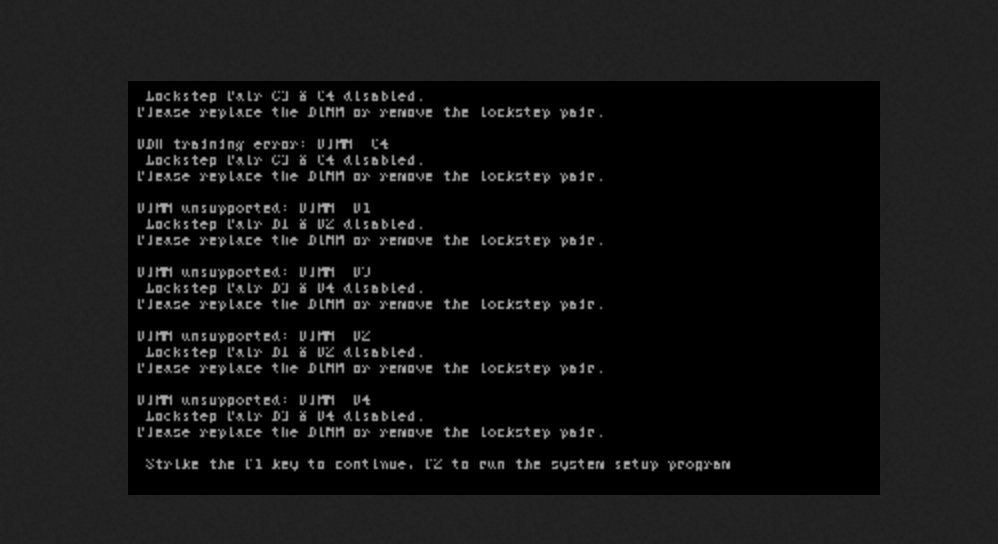 Lockstep Pair C3 & C4 disabled.
Please replace the DIMM or remove the lockstep pair.
DDR training error: DIMM C4
Lockstep Pair C3 & C4 disabled.
Please replace the DIMM or remove the lockstep pair.
DIMM unsupported: DIMM D1
Lockstep Pair D1 & D2 disabled.
Please replace the DIMM or remove the lockstep pair.
DIMM unsupported: DIMM D3
Lockstep Pair D3 & D4 disabled.
Please replace the DIMM or remove the lockstep pair.
DIMM unsupported: DIMM D2
Lockstep Pair D1 & D2 disabled.
Please replace the DIMM or remove the lockstep pair.
DIMM unsupported: DIMM D4
Lockstep Pair D3 & D4 disabled.
Please replace the DIMM or remove the lockstep pair.
Strike the F1 key to continue, F2 to run the system setup program